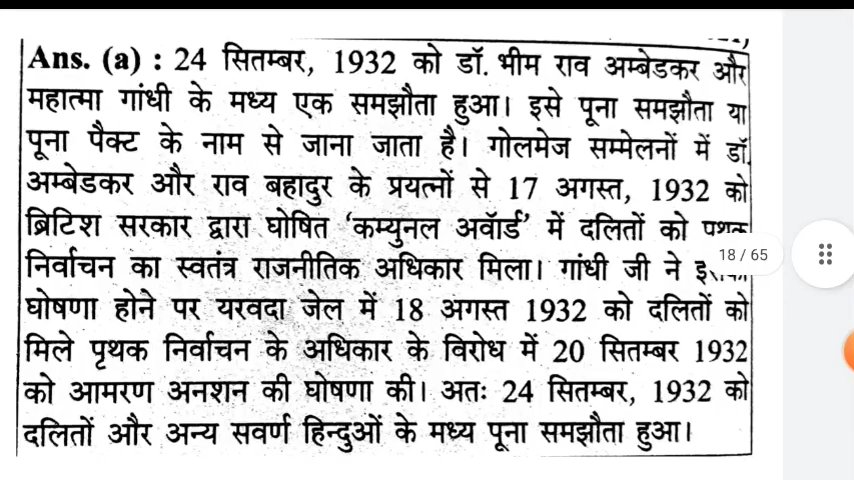 Ans. (a) : 24 सितम्बर, 1932 को डॉ. भीम राव अम्बेडकर और
महात्मा गांधी के मध्य एक समझौता हुआ। इसे पूना समझौता या
पूना पैक्ट के नाम से जाना जाता है। गोलमेज सम्मेलनों में डॉ.
अम्बेडकर और राव बहादुर के प्रयत्नों से 17 अगस्त, 1932 को
ब्रिटिश सरकार द्वारा घोषित ‘कम्युनल अवॉर्ड’ में दलितों को पृथक
निर्वाचन का स्वतंत्र राजनीतिक अधिकार मिला। गांधी जी ने
18 / 65
घोषणा होने पर यरवदा जेल में 18 अगस्त 1932 को दलितों को
मिले पृथक निर्वाचन के अधिकार के विरोध में 20 सितम्बर 1932
को आमरण अनशन की घोषणा की। अतः 24 सितम्बर, 1932 को
दलितों और अन्य सवर्ण हिन्दुओं के मध्य पूना समझौता हुआ।